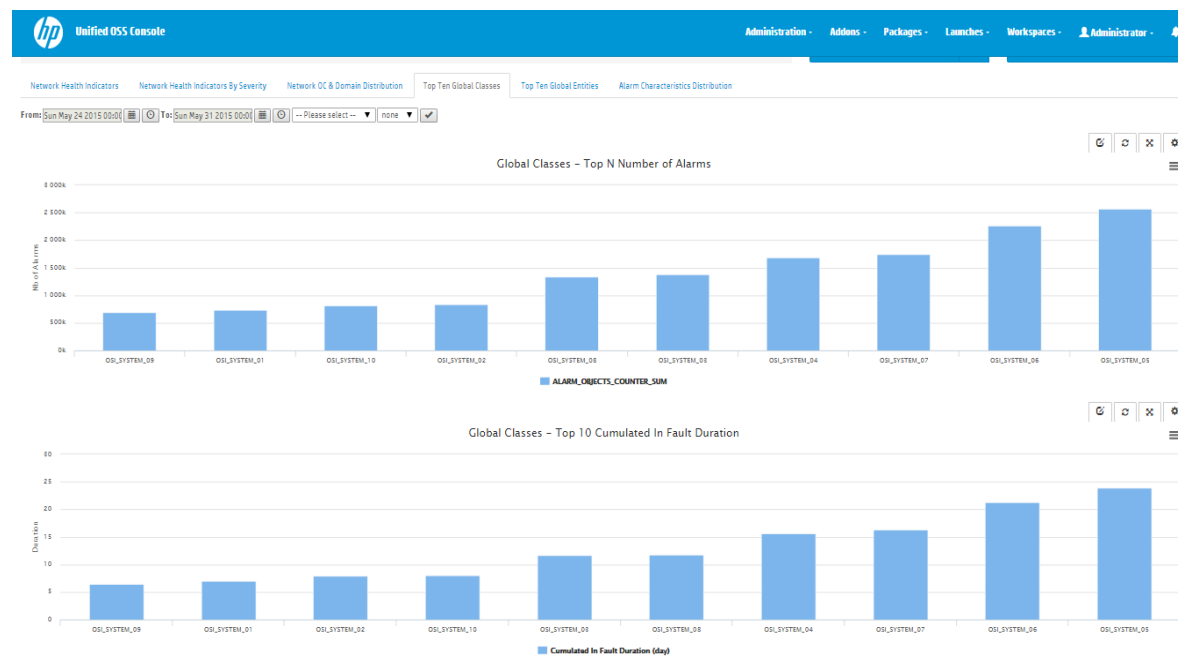 hp Unified OSS Console Administration Addons Packages Launches Workspaces Administrator
Network Health Indicators Network Health Indicators By Severity Network OC & Domain Distribution Top Ten Global Classes Top Ten Global Entities Alarm Characteristics Distribution
From: Sun May 24 2015 00:00 To: Sun May 31 2015 00:00 -- Please select -- none
Global Classes - Top N Number of Alarms
3 000k
2 500k
2 000k
1 500k
1 000k
500k
0k
Nb of Alarms
OSI_SYSTEM_09 OSI_SYSTEM_01 OSI_SYSTEM_10 OSI_SYSTEM_02 OSI_SYSTEM_08 OSI_SYSTEM_03 OSI_SYSTEM_04 OSI_SYSTEM_07 OSI_SYSTEM_06 OSI_SYSTEM_05
ALARM_OBJECTS_COUNTER_SUM
Global Classes - Top 10 Cumulated In Fault Duration
30
25
20
15
10
5
0
Duration
OSI_SYSTEM_09 OSI_SYSTEM_01 OSI_SYSTEM_02 OSI_SYSTEM_10 OSI_SYSTEM_03 OSI_SYSTEM_08 OSI_SYSTEM_04 OSI_SYSTEM_07 OSI_SYSTEM_06 OSI_SYSTEM_05
Cumulated In Fault Duration (day)